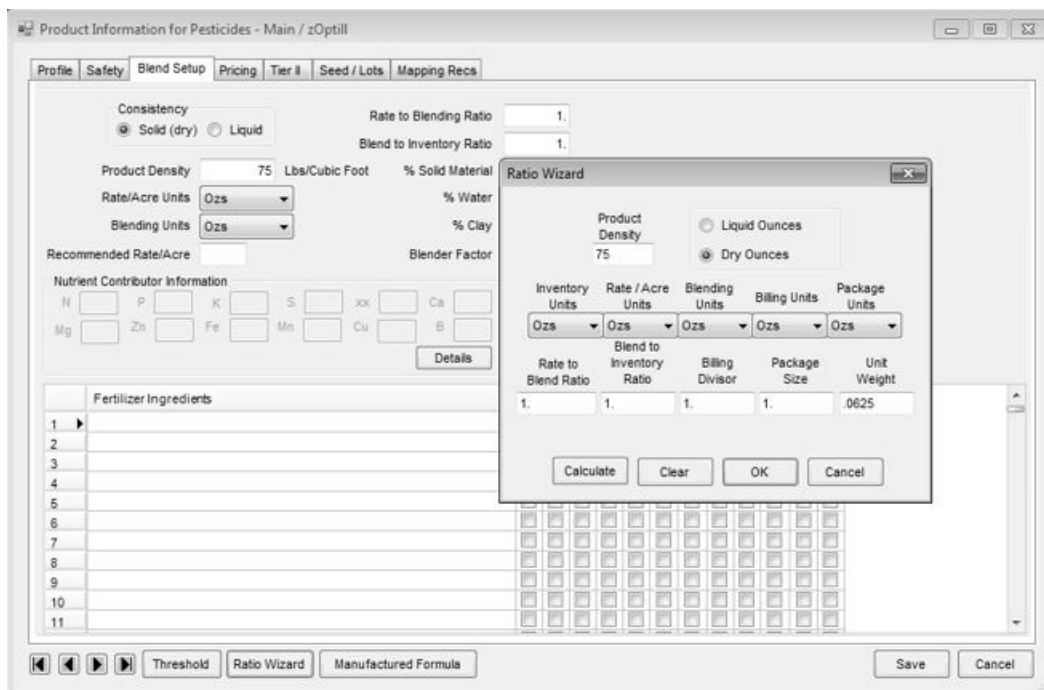 Product Information for Pesticides - Main / zOptill
Profile Safety Blend Setup Pricing Tier II Seed / Lots Mapping Recs
Consistency
Solid (dry) Liquid
Rate to Blending Ratio 1.
Blend to Inventory Ratio 1.
Product Density 75 Lbs/Cubic Foot % Solid Material
Rate/Acre Units Ozs % Water
Blending Units Ozs % Clay
Recommended Rate/Acre Blender Factor
Nutrient Contributor Information
N P K S xx Ca
Mg Zn Fe Mn Cu B
Details
Fertilizer Ingredients
1
2
3
4
5
6
7
8
9
10
11
Ratio Wizard
Product
Density
75
Liquid Ounces
Dry Ounces
Inventory Units Rate / Acre Units Blending Units Billing Units Package Units
Ozs Ozs Ozs Ozs Ozs
Rate to Blend Ratio Blend to Inventory Ratio Billing Divisor Package Size Unit Weight
1. 1. 1. 1. .0625
Calculate Clear OK Cancel
Threshold Ratio Wizard Manufactured Formula Save Cancel